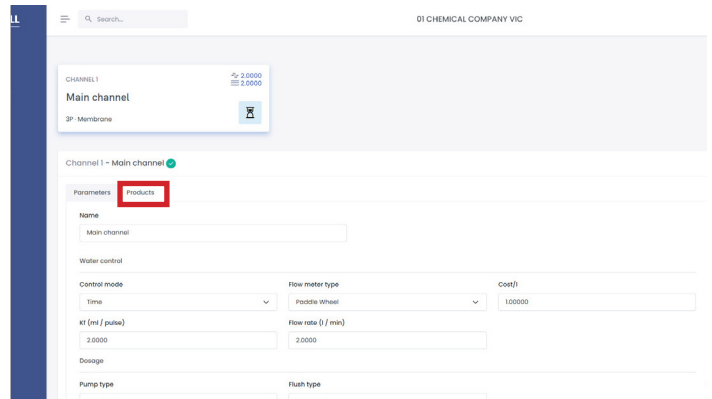 LL
Search...
01 CHEMICAL COMPANY VIC
CHANNEL 1
2.0000
2.0000
Main channel
3P - Membrane
Channel 1 - Main channel
Parameters Products
Name
Main channel
Water control
Control mode Flow meter type Cost/l
Time Paddle Wheel 1.00000
Kf (ml / pulse) Flow rate (l / min)
2.0000 2.0000
Dosage
Pump type Flush type